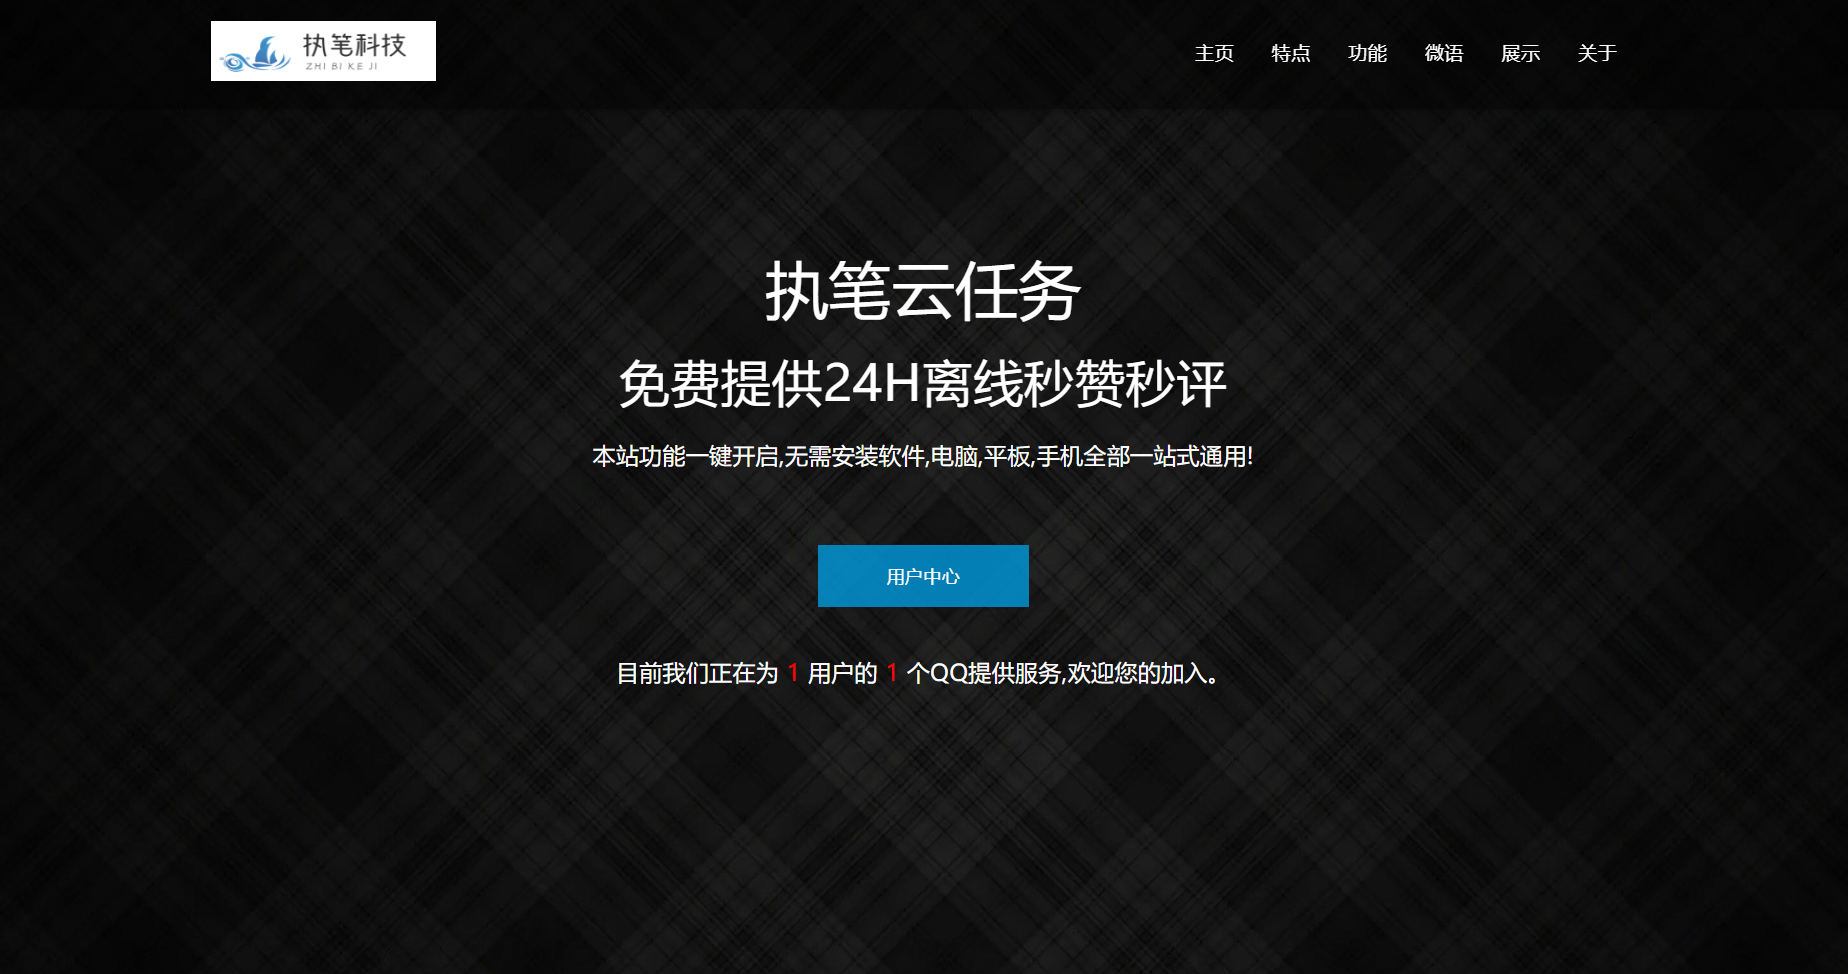 执笔科技
ZHI BI KE JI
主页 特点 功能 微语 展示 关于
执笔云任务
免费提供24H离线秒赞秒评
本站功能一键开启,无需安装软件,电脑,平板,手机全部一站式通用!
用户中心
目前我们正在为 1 用户的 1 个QQ提供服务,欢迎您的加入。